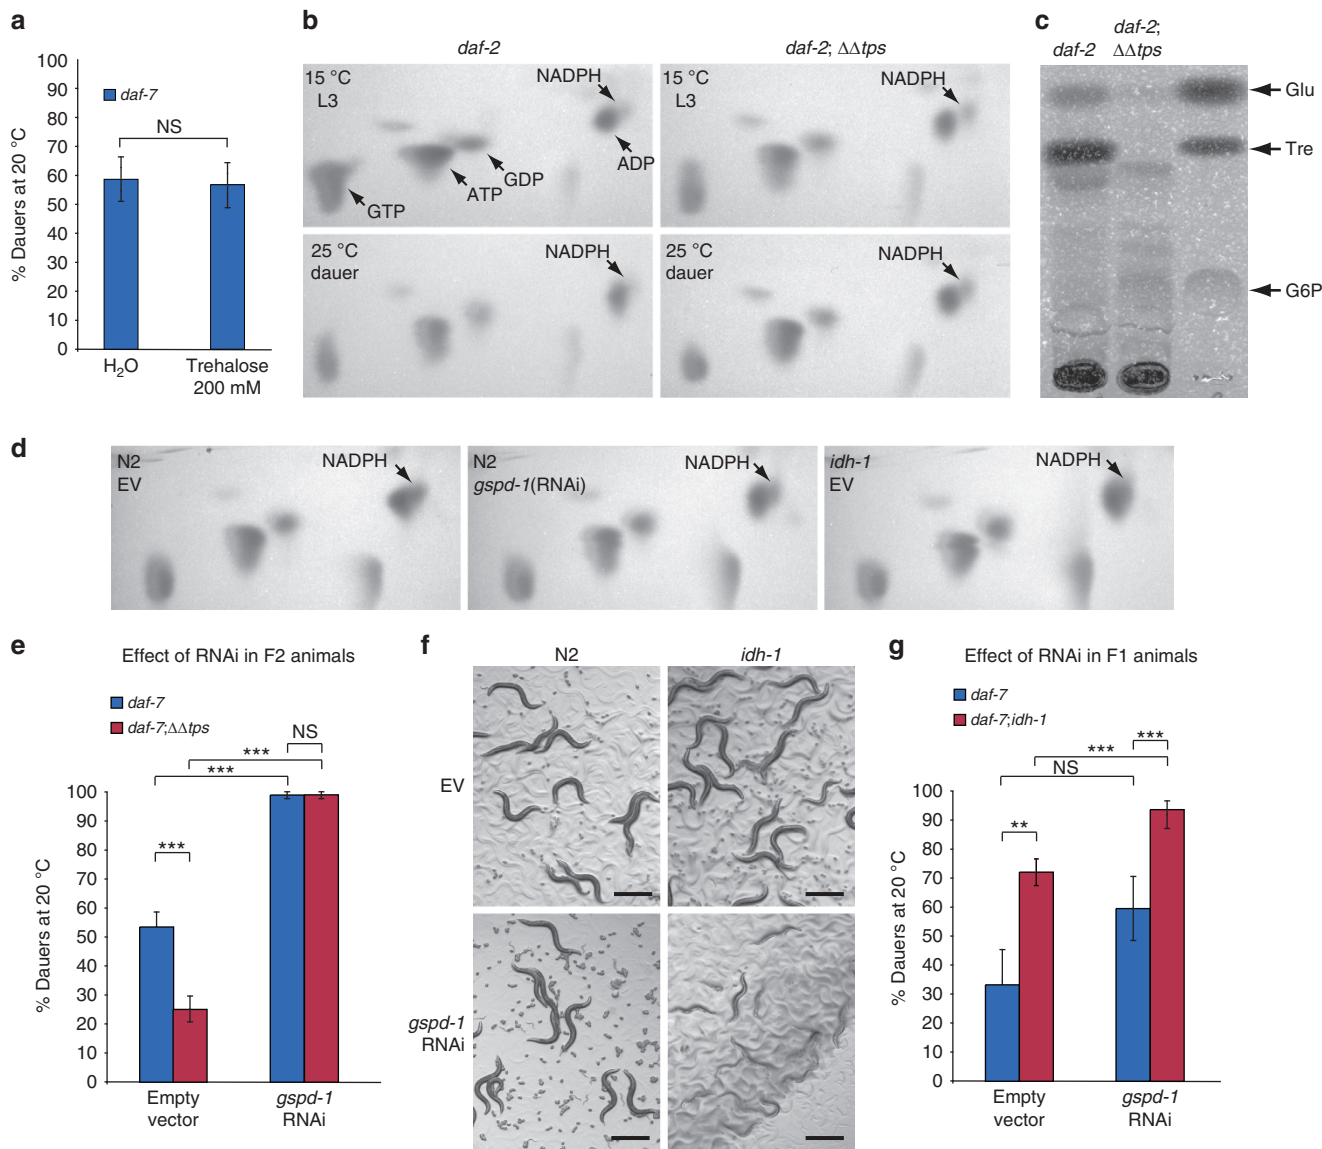 a
100
90
80
70
60
50
40
30
20
10
0
% Dauers at 20 °C
daf-7
NS
H2O
Trehalose
200 mM
b
daf-2
daf-2; ΔΔtps
15 °C
L3
NADPH
ADP
GDP
ATP
GTP
15 °C
L3
NADPH
25 °C
dauer
NADPH
25 °C
dauer
NADPH
c
daf-2
daf-2;
ΔΔtps
Glu
Tre
G6P
d
N2
EV
NADPH
N2
gspd-1(RNAi)
NADPH
idh-1
EV
NADPH
e
Effect of RNAi in F2 animals
daf-7
daf-7;ΔΔtps
NS
***
***
***
100
90
80
70
60
50
40
30
20
10
0
% Dauers at 20 °C
Empty
vector
gspd-1
RNAi
f
N2
idh-1
EV
gspd-1
RNAi
g
Effect of RNAi in F1 animals
daf-7
daf-7;idh-1
***
***
NS
**
100
90
80
70
60
50
40
30
20
10
0
% Dauers at 20 °C
Empty
vector
gspd-1
RNAi